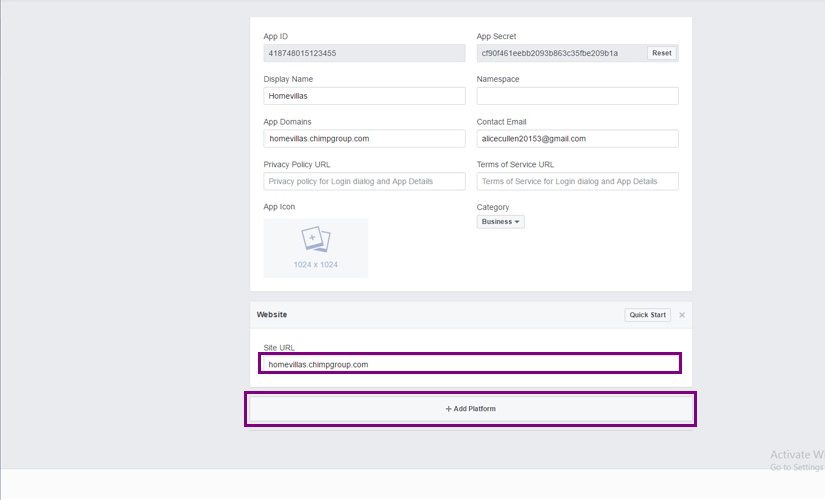 App ID
App Secret
418748015123455
cf90f461eebb2093b863c35fbe209b1a
Reset
Display Name
Namespace
Homevillas
App Domains
Contact Email
homevillas.chimpgroup.com
alicecullen20153@gmail.com
Privacy Policy URL
Terms of Service URL
Privacy policy for Login dialog and App Details
Terms of Service for Login dialog and App Details
App Icon
Category
Business
1024 x 1024
Website
Quick Start
Site URL
homevillas.chimpgroup.com
+ Add Platform
Activate W
Go to Settings